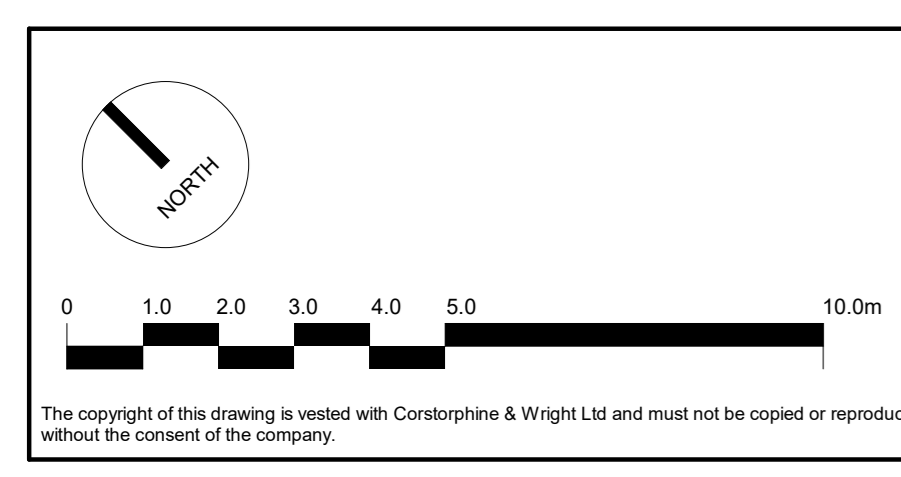 NORTH
0 1.0 2.0 3.0 4.0 5.0 10.0m
The copyright of this drawing is vested with Corstorphine & Wright Ltd and must not be copied or reproduc
without the consent of the company.